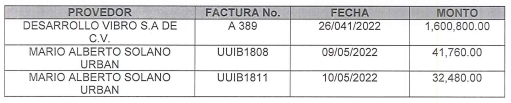 PROVEDOR FACTURA No. FECHA MONTO
DESARROLLO VIBRO S.A DE C.V. A 389 26/041/2022 1,600,800.00
MARIO ALBERTO SOLANO URBAN UUIB1808 09/05/2022 41,760.00
MARIO ALBERTO SOLANO URBAN UUIB1811 10/05/2022 32,480.00